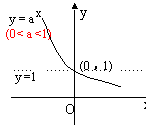 y
y = a^x
(0< a <1)
(0 , 1)
y =1
O
x